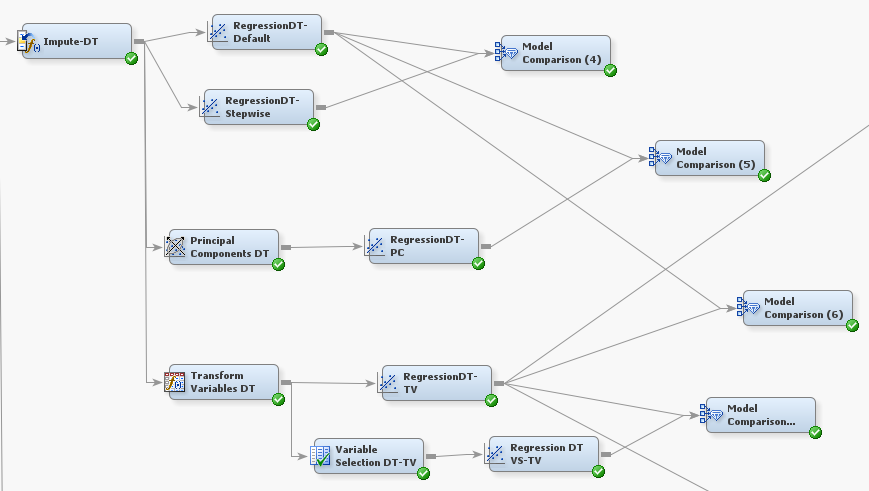 Impute-DT
RegressionDT-
Default
Model
Comparison (4)
RegressionDT-
Stepwise
Model
Comparison (5)
Principal
Components DT
RegressionDT-
PC
Model
Comparison (6)
Transform
Variables DT
RegressionDT-
TV
Model
Comparison...
Variable
Selection DT-TV
Regression DT
VS-TV